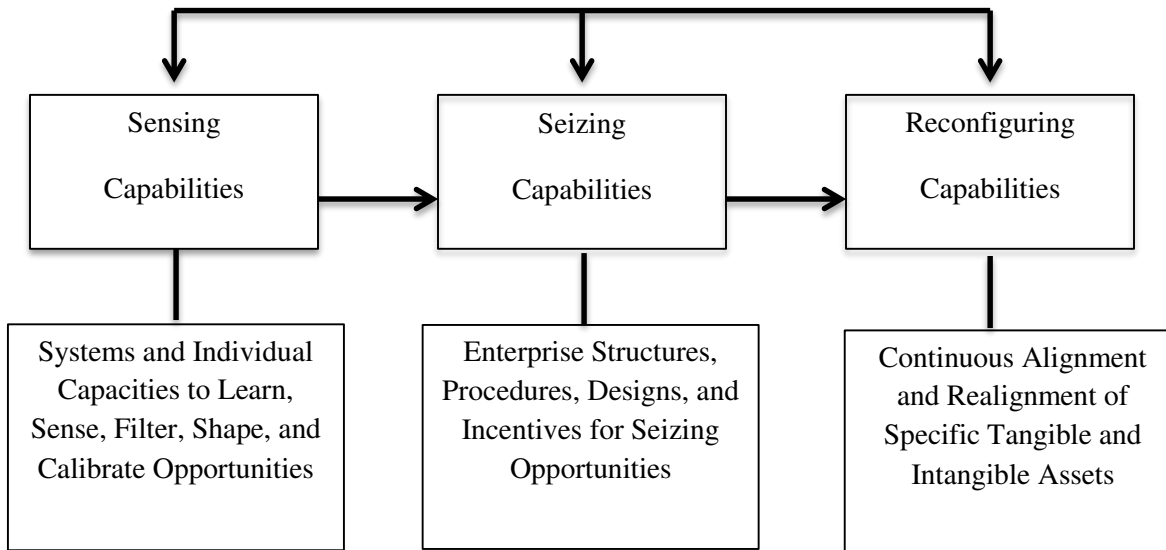 Sensing
Capabilities
Seizing
Capabilities
Reconfiguring
Capabilities
Systems and Individual
Capacities to Learn,
Sense, Filter, Shape, and
Calibrate Opportunities
Enterprise Structures,
Procedures, Designs, and
Incentives for Seizing
Opportunities
Continuous Alignment
and Realignment of
Specific Tangible and
Intangible Assets